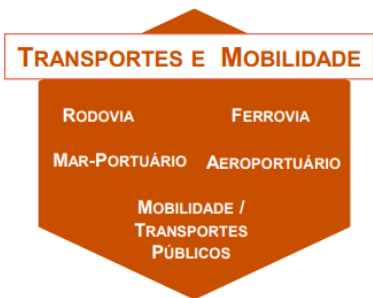 TRANSPORTES E MOBILIDADE
RODOVIA FERROVIA
MAR-PORTUÁRIO AEROPORTUÁRIO
MOBILIDADE /
TRANSPORTES
PÚBLICOS